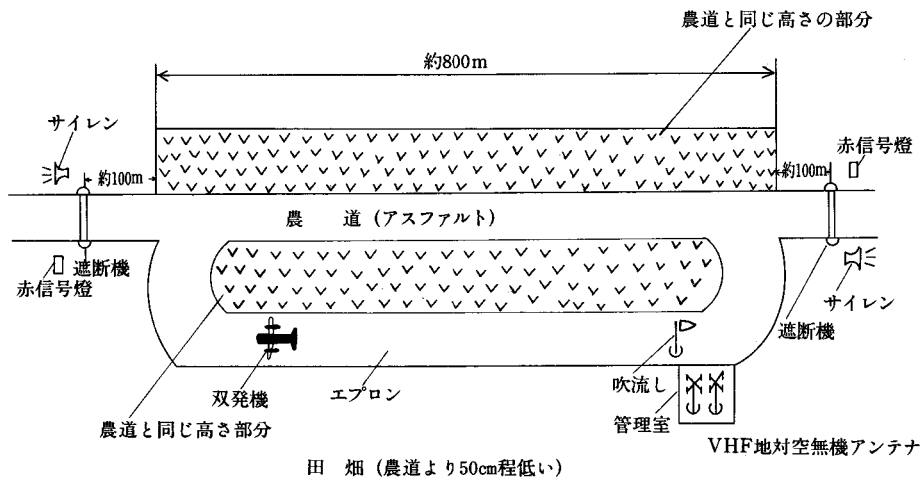 農道と同じ高さの部分
約800m
サイレン
赤信号燈
約100m
約100m
農 道 (アスファルト)
遮断機
赤信号燈
サイレン
遮断機
双発機
エプロン
吹流し
管理室
農道と同じ高さ部分
VHF地対空無機アンテナ
田 畑 (農道より50cm程低い)